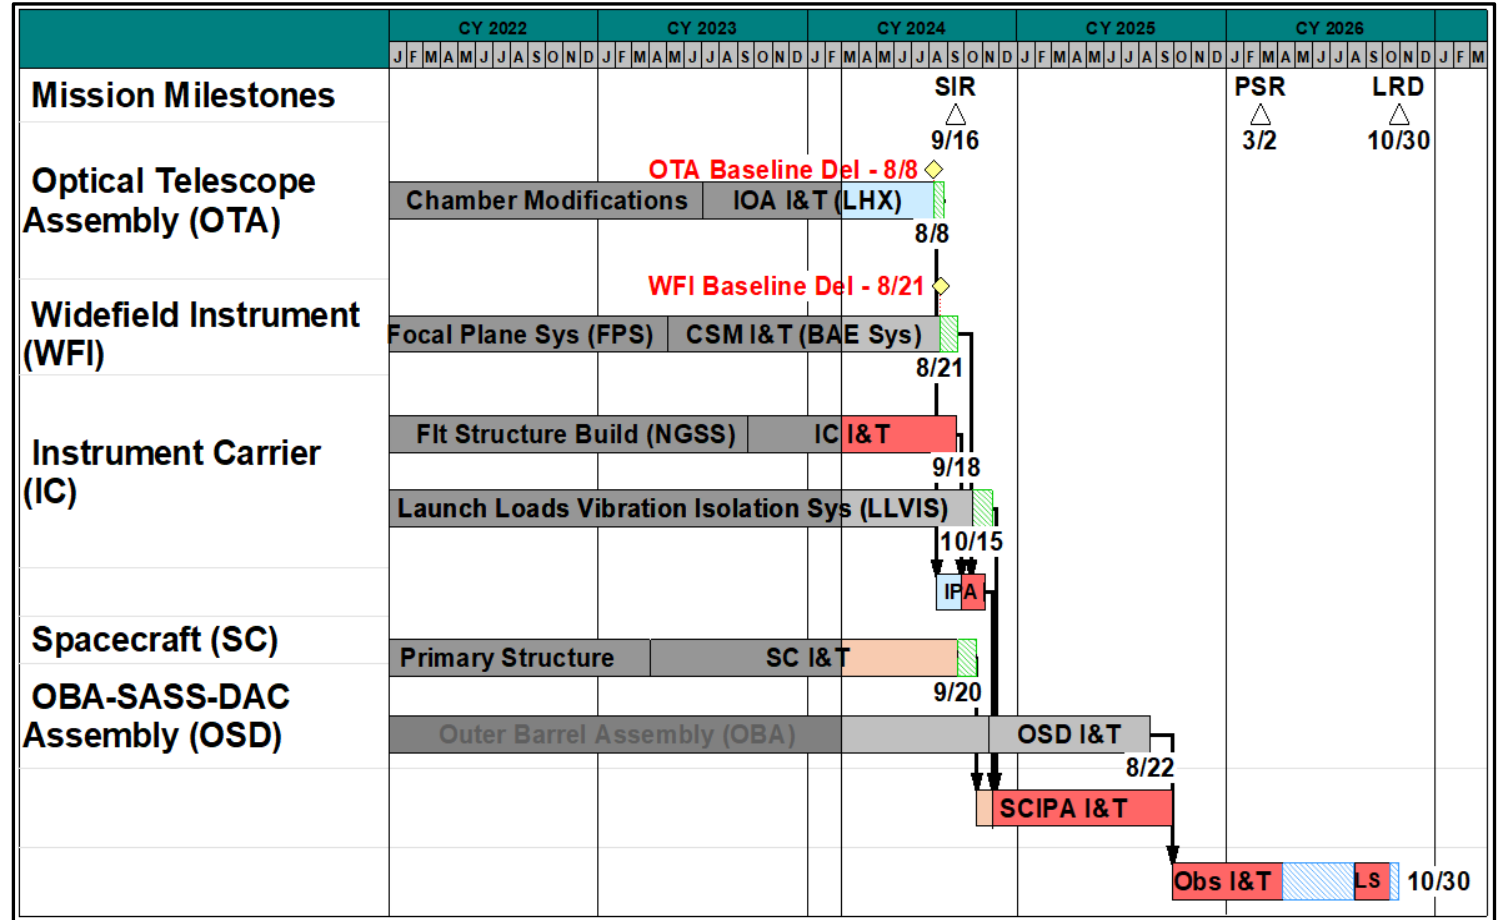 CY 2022 CY 2023 CY 2024 CY 2025 CY 2026
J F M A M J J A S O N D J F M A M J J A S O N D J F M A M J J A S O N D J F M A M J J A S O N D J F M A M J J A S O N D J F M
Mission Milestones
SIR PSR LRD
9/16 3/2 10/30
OTA Baseline Del - 8/8
Optical Telescope
Assembly (OTA)
Chamber Modifications IOA I&T (LHX)
8/8
WFI Baseline Del - 8/21
Widefield Instrument
(WFI)
Focal Plane Sys (FPS) CSM I&T (BAE Sys)
8/21
Instrument Carrier
(IC)
Flt Structure Build (NGSS) IC I&T
9/18
Launch Loads Vibration Isolation Sys (LLVIS)
10/15
IPA
Spacecraft (SC)
Primary Structure SC I&T
9/20
OBA-SASS-DAC
Assembly (OSD)
Outer Barrel Assembly (OBA) OSD I&T
8/22
SCIPA I&T
Obs I&T LS 10/30